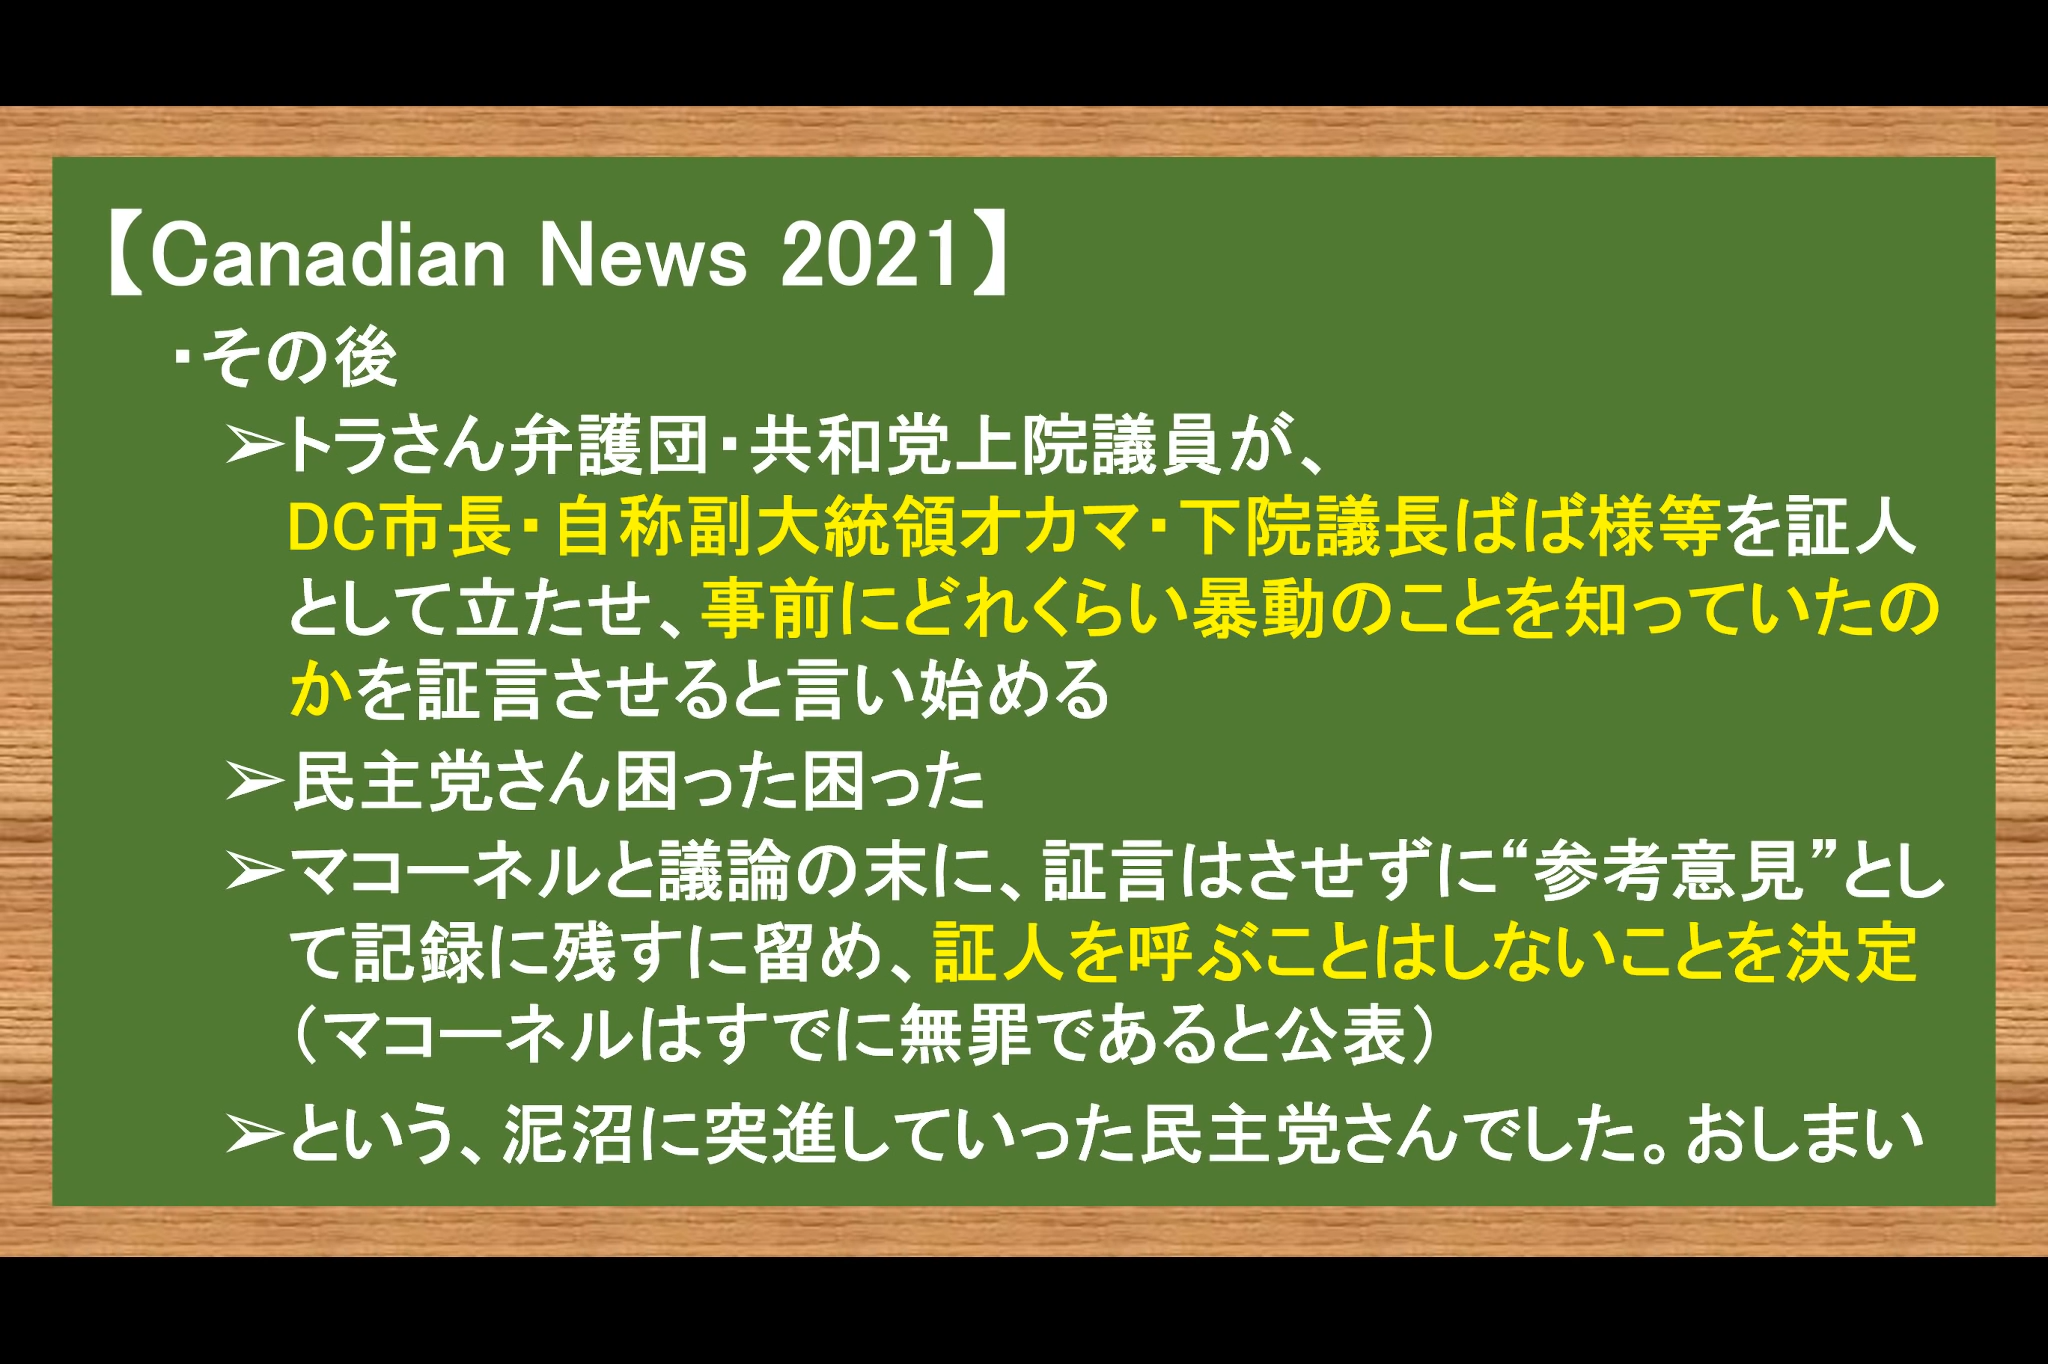 【Canadian News 2021】
・その後
➢トラさん弁護団・共和党上院議員が、
DC市長・自称副大統領オカマ・下院議長ばば様等を証人
として立たせ、事前にどれくらい暴動のことを知っていたの
かを証言させると言い始める
➢民主党さん困った困った
➢マコーネルと議論の末に、証言はさせずに“参考意見”とし
て記録に残すに留め、証人を呼ぶことはしないことを決定
（マコーネルはすでに無罪であると公表）
➢という、泥沼に突進していった民主党さんでした。おしまい